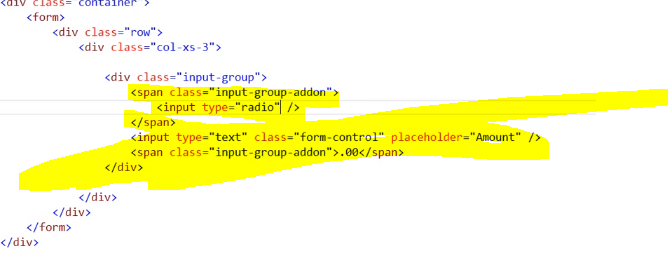 <div class="container">
<form>
<div class="row">
<div class="col-xs-3">
<div class="input-group">
<span class="input-group-addon">
<input type="radio" />
</span>
<input type="text" class="form-control" placeholder="Amount" />
<span class="input-group-addon">.00</span>
</div>
</div>
</div>
</form>
</div>